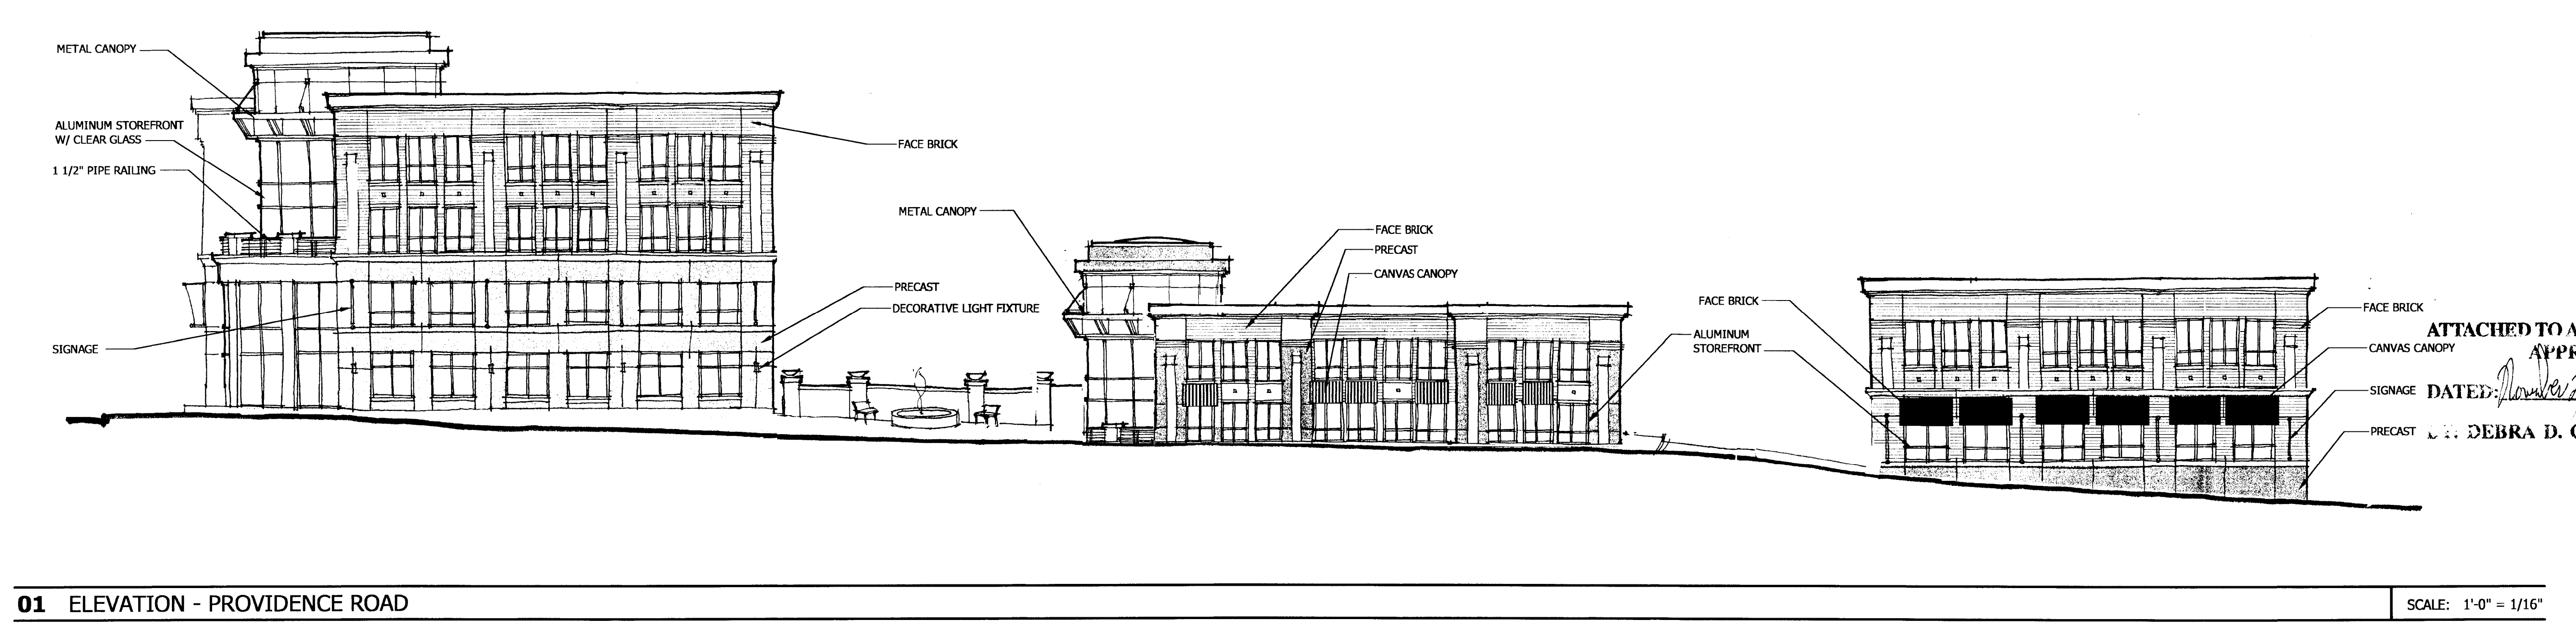 METAL CANOPY
ALUMINUM STOREFRONT
W/ CLEAR GLASS
1 1/2" PIPE RAILING
SIGNAGE
FACE BRICK
PRECAST
DECORATIVE LIGHT FIXTURE
METAL CANOPY
FACE BRICK
PRECAST
CANVAS CANOPY
FACE BRICK
ALUMINUM
STOREFRONT
FACE BRICK
CANVAS CANOPY
SIGNAGE
PRECAST
ATTACHED TO
DATED:
DEBRA D.
01 ELEVATION - PROVIDENCE ROAD
SCALE: 1'-0" = 1/16"